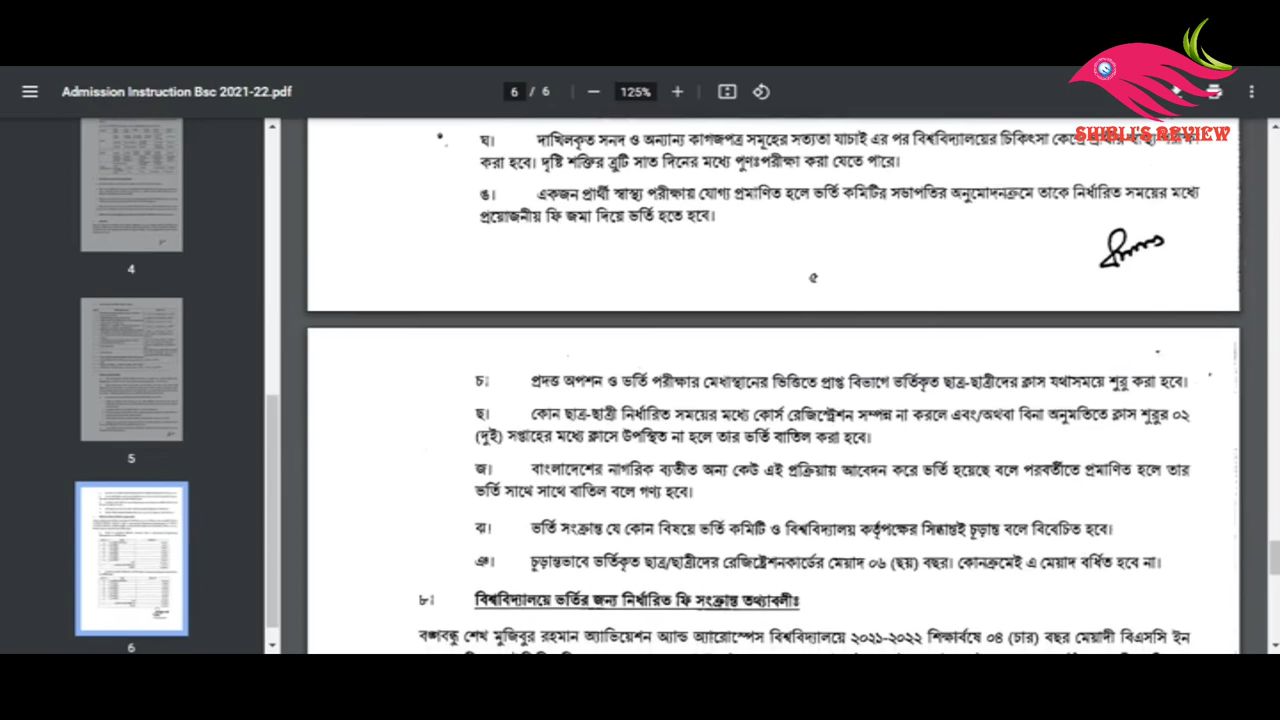 Admission Instruction Bsc 2021-22.pdf
6 / 6
125%
SHIBLI'S REVIEW
4
5
6
ঘ। দাখিলকৃত সনদ ও অন্যান্য কাগজপত্র সমূহের সত্যতা যাচাই এর পর বিশ্ববিদ্যালয়ের চিকিৎসা
করা হবে। দৃষ্টি শক্তির ত্রুটি সাত দিনের মধ্যে পুণঃপরীক্ষা করা যেতে পারে।
ঙ। একজন প্রার্থী স্বাস্থ্য পরীক্ষায় যোগ্য প্রমাণিত হলে ভর্তি কমিটির সভাপতির অনুমোদনক্রমে তাকে নির্ধারিত সময়ের মধ্যে
প্রয়োজনীয় ফি জমা দিয়ে ভর্তি হতে হবে।
৫
চ। প্রদত্ত অপশন ও ভর্তি পরীক্ষার মেধাস্থানের ভিত্তিতে প্রাপ্ত বিভাগে ভর্তিকৃত ছাত্র-ছাত্রীদের ক্লাস যথাসময়ে শুরু করা হবে।
ছ। কোন ছাত্র-ছাত্রী নির্ধারিত সময়ের মধ্যে কোর্স রেজিস্ট্রেশন সম্পন্ন না করলে এবং/অথবা বিনা অনুমতিতে ক্লাস শুরুর ০২
(দুই) সপ্তাহের মধ্যে ক্লাসে উপস্থিত না হলে তার ভর্তি বাতিল করা হবে।
জ। বাংলাদেশের নাগরিক ব্যতীত অন্য কেউ এই প্রক্রিয়ায় আবেদন করে ভর্তি হয়েছে বলে পরবর্তীতে প্রমাণিত হলে তার
ভর্তি সাথে সাথে বাতিল বলে গণ্য হবে।
ঝ। ভর্তি সংক্রান্ত যে কোন বিষয়ে ভর্তি কমিটি ও বিশ্ববিদ্যালয় কর্তৃপক্ষের সিদ্ধান্তই চূড়ান্ত বলে বিবেচিত হবে।
ঞ। চূড়ান্তভাবে ভর্তিকৃত ছাত্র/ছাত্রীদের রেজিষ্ট্রেশনকার্ডের মেয়াদ ০৬ (ছয়) বছর। কোনক্রমেই এ মেয়াদ বর্ধিত হবে না।
৮। বিশ্ববিদ্যালয়ে ভর্তির জন্য নির্ধারিত ফি সংক্রান্ত তথ্যাবলীঃ
বঙ্গবন্ধু শেখ মুজিবুর রহমান অ্যাভিয়েশন অ্যান্ড অ্যারোস্পেস বিশ্ববিদ্যালয়ে ২০২১-২০২২ শিক্ষাবর্ষে ০৪ (চার) বছর মেয়াদী বিএসসি ইন